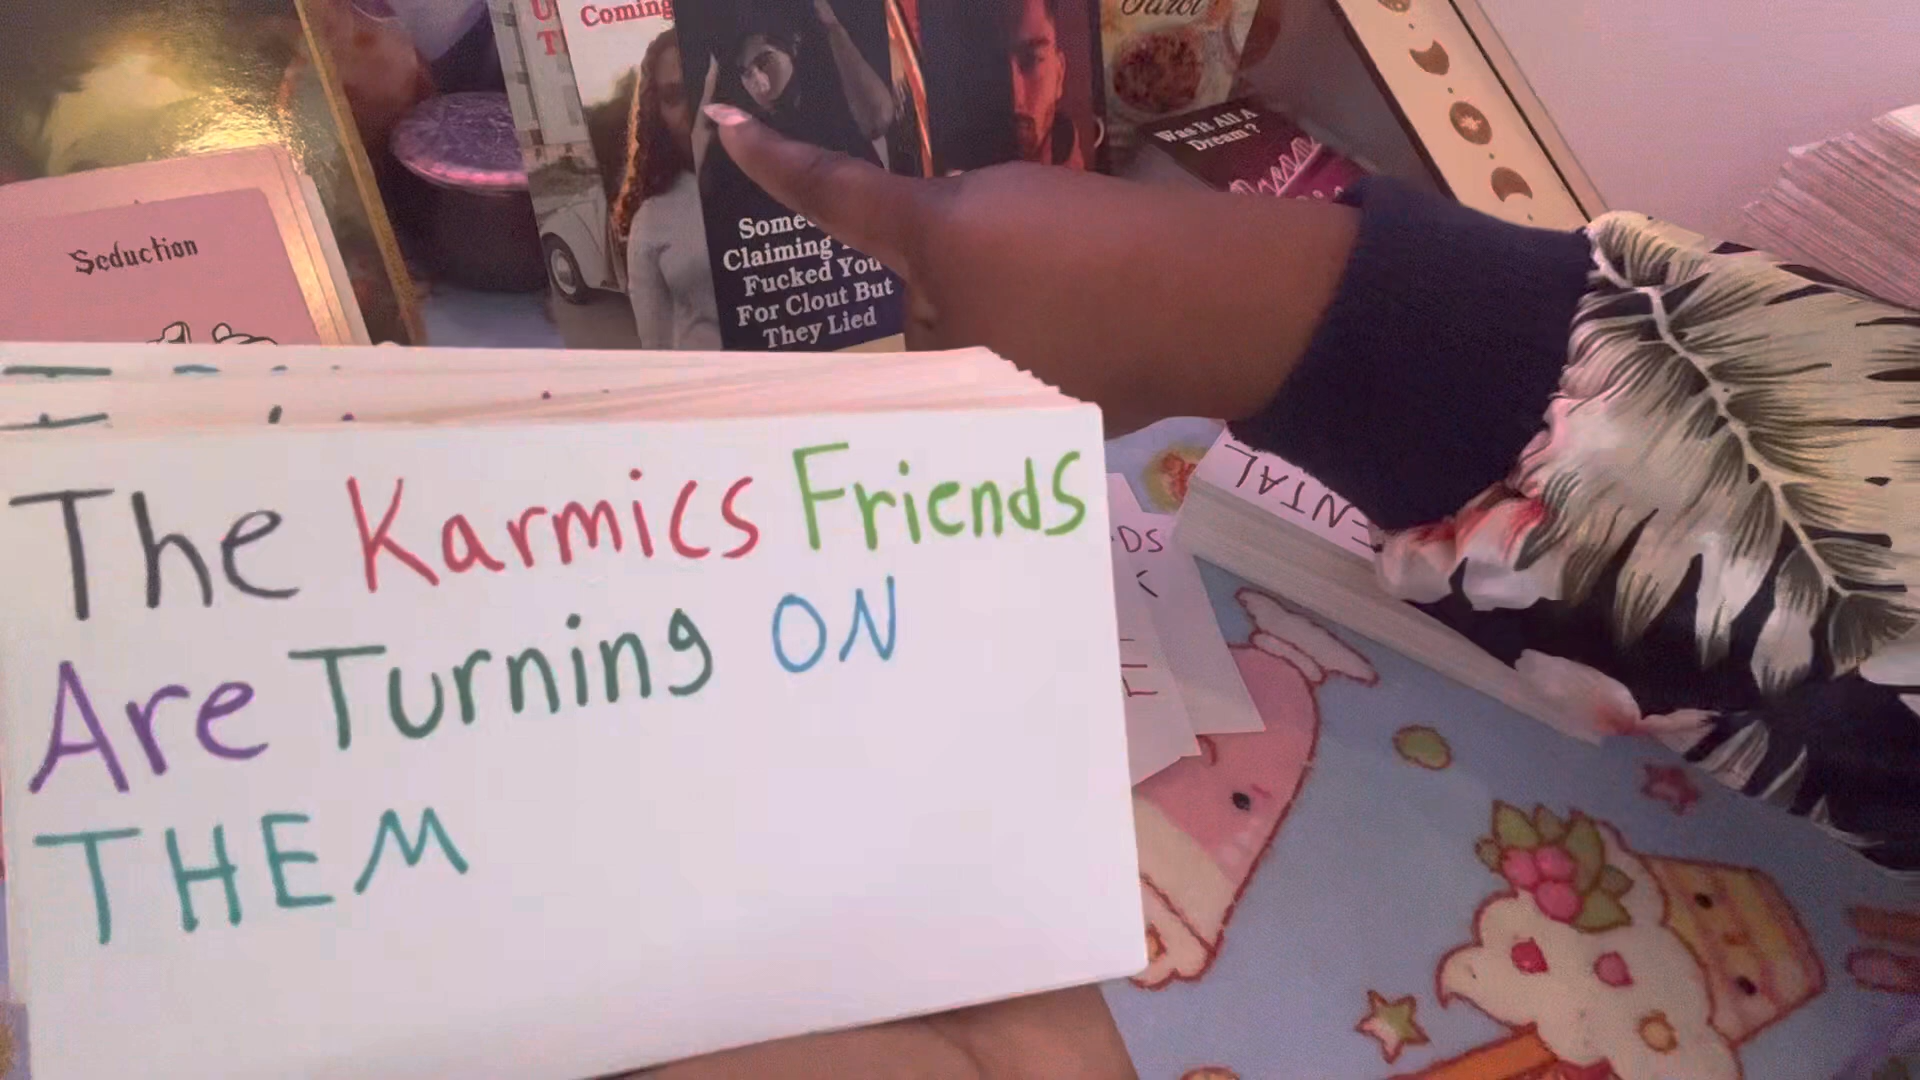 Coming
Tarot
Was It All A
Dream?
Seduction
Claiming
Fucked You
For Clout But
They Lied
The Karmics Friends
Are Turning ON
THEM